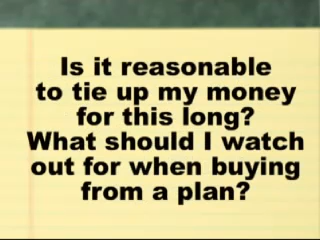 Is it reasonable
to tie up my money
for this long?
What should I watch
out for when buying
from a plan?